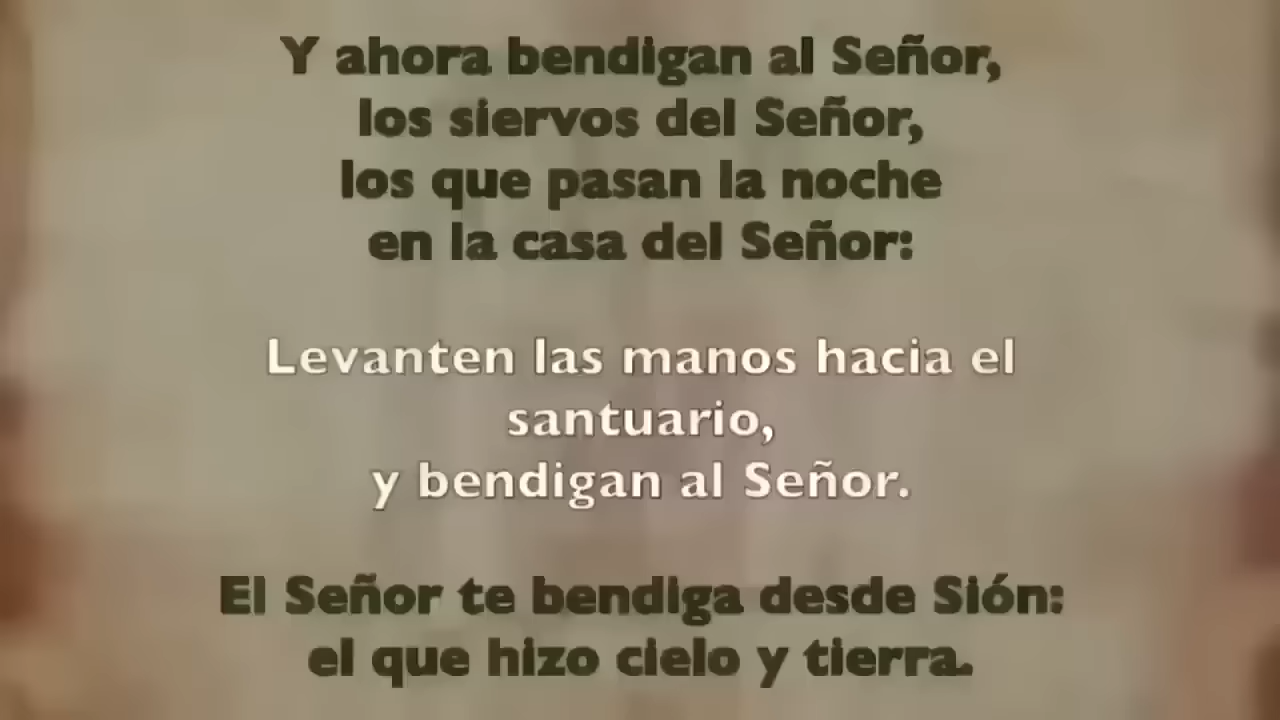 Y ahora bendigan al Señor,
los siervos del Señor,
los que pasan la noche
en la casa del Señor:
Levanten las manos hacia el
santuario,
y bendigan al Señor.
El Señor te bendiga desde Sión:
el que hizo cielo y tierra.